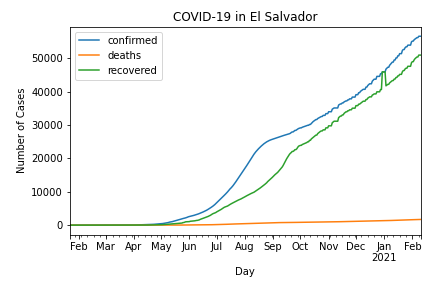 COVID-19 in El Salvador
confirmed
deaths
recovered
Number of Cases
50000
40000
30000
20000
10000
0
Feb Mar Apr May Jun Jul Aug Sep Oct Nov Dec Jan Feb
2021
Day